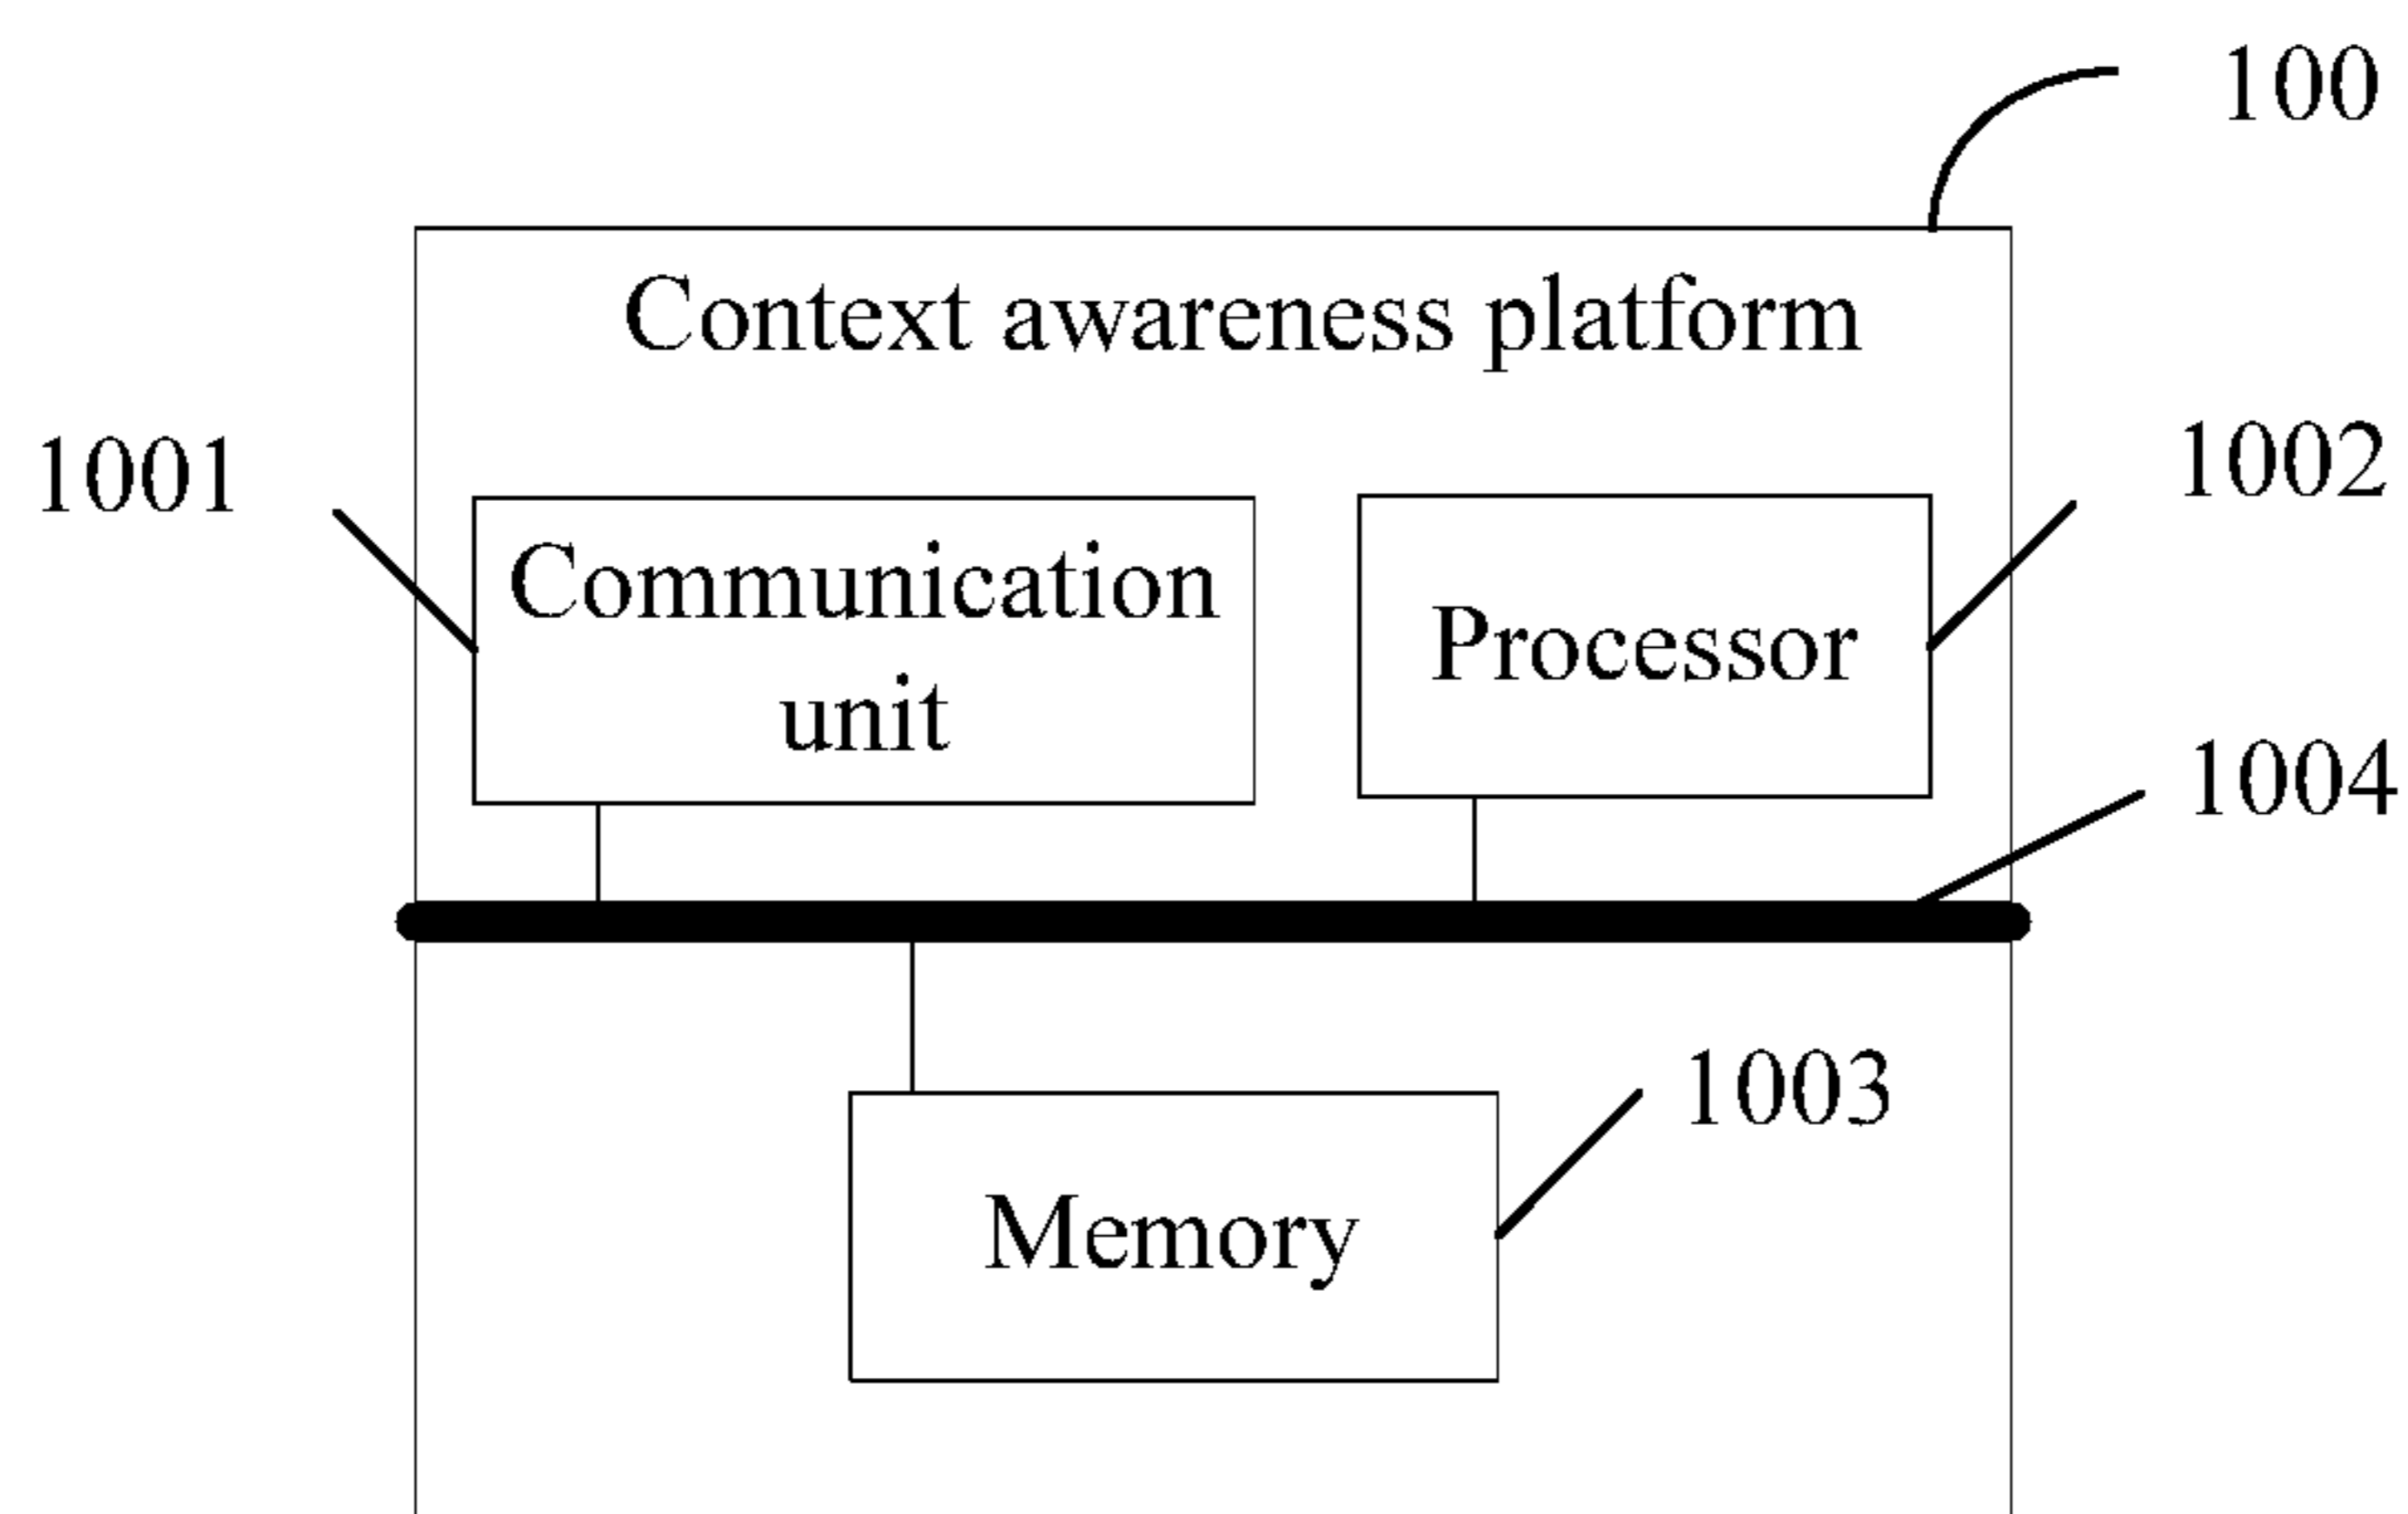 100
Context awareness platform
1001
1002
Communication
unit
Processor
1004
1003
Memory